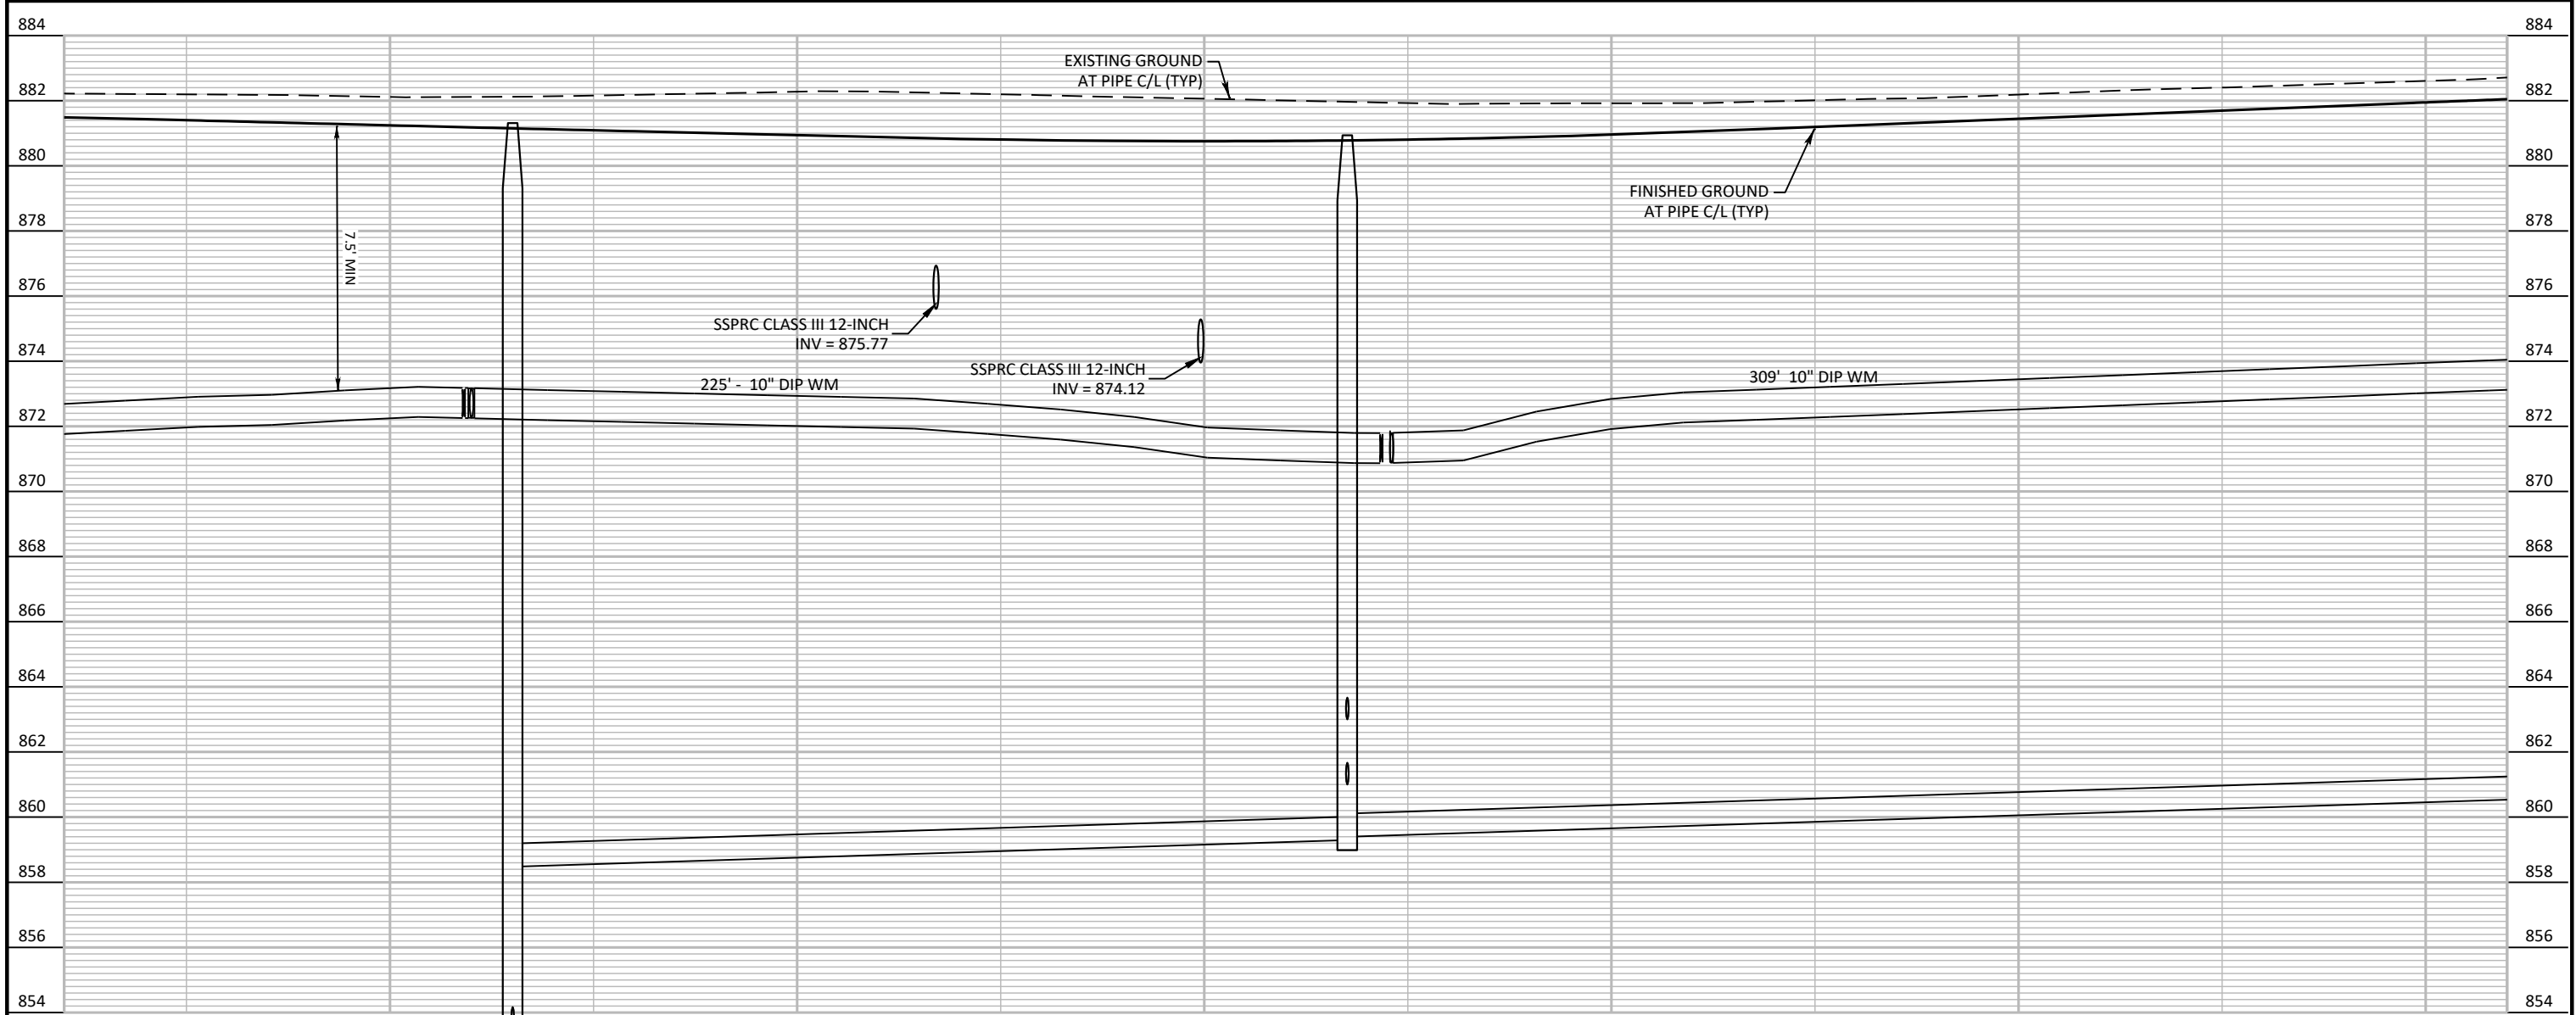 884
884
EXISTING GROUND
AT PIPE C/L (TYP)
882
882
880
880
FINISHED GROUND
AT PIPE C/L (TYP)
878
878
7.5' MIN
876
876
SSPRC CLASS III 12-INCH
INV = 875.77
874
874
SSPRC CLASS III 12-INCH
INV = 874.12
225' - 10" DIP WM
309' 10" DIP WM
872
872
870
870
868
868
866
866
864
864
862
862
860
860
858
858
856
856
854
854